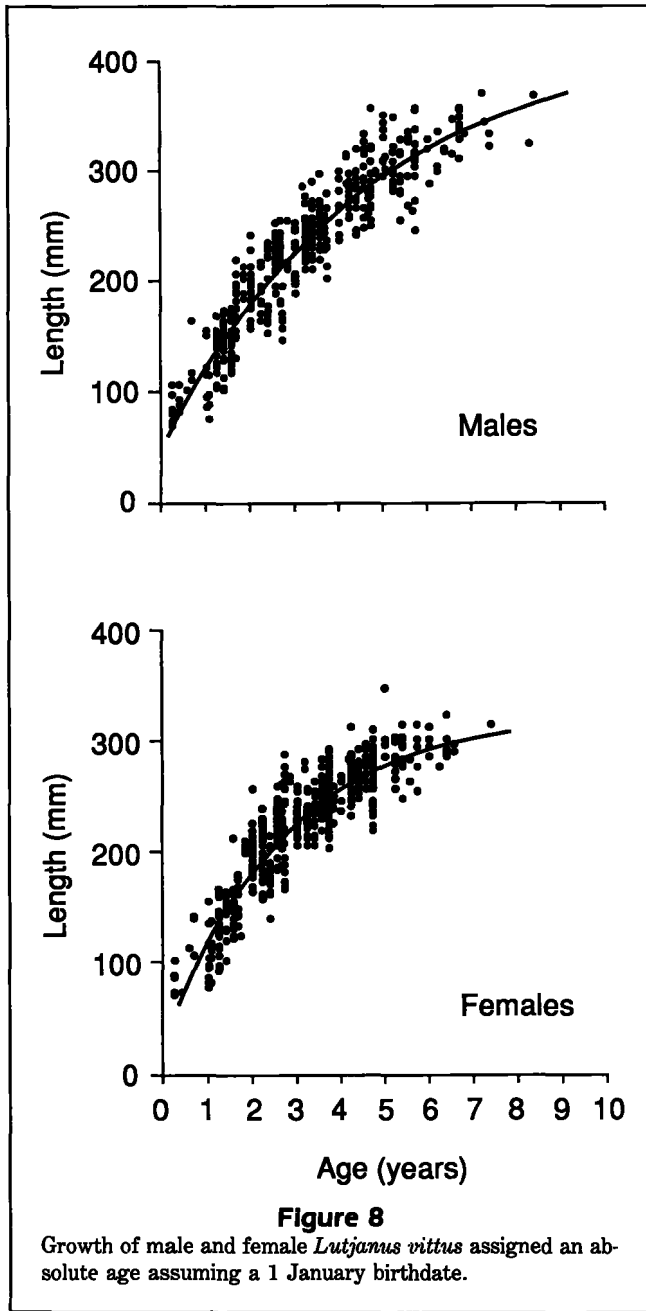 400
300
200
100
0
Length (mm)
Males
400
300
200
100
0
Length (mm)
Females
0 1 2 3 4 5 6 7 8 9 10
Age (years)
Figure 8
Growth of male and female Lutjanus vittus assigned an ab-
solute age assuming a 1 January birthdate.